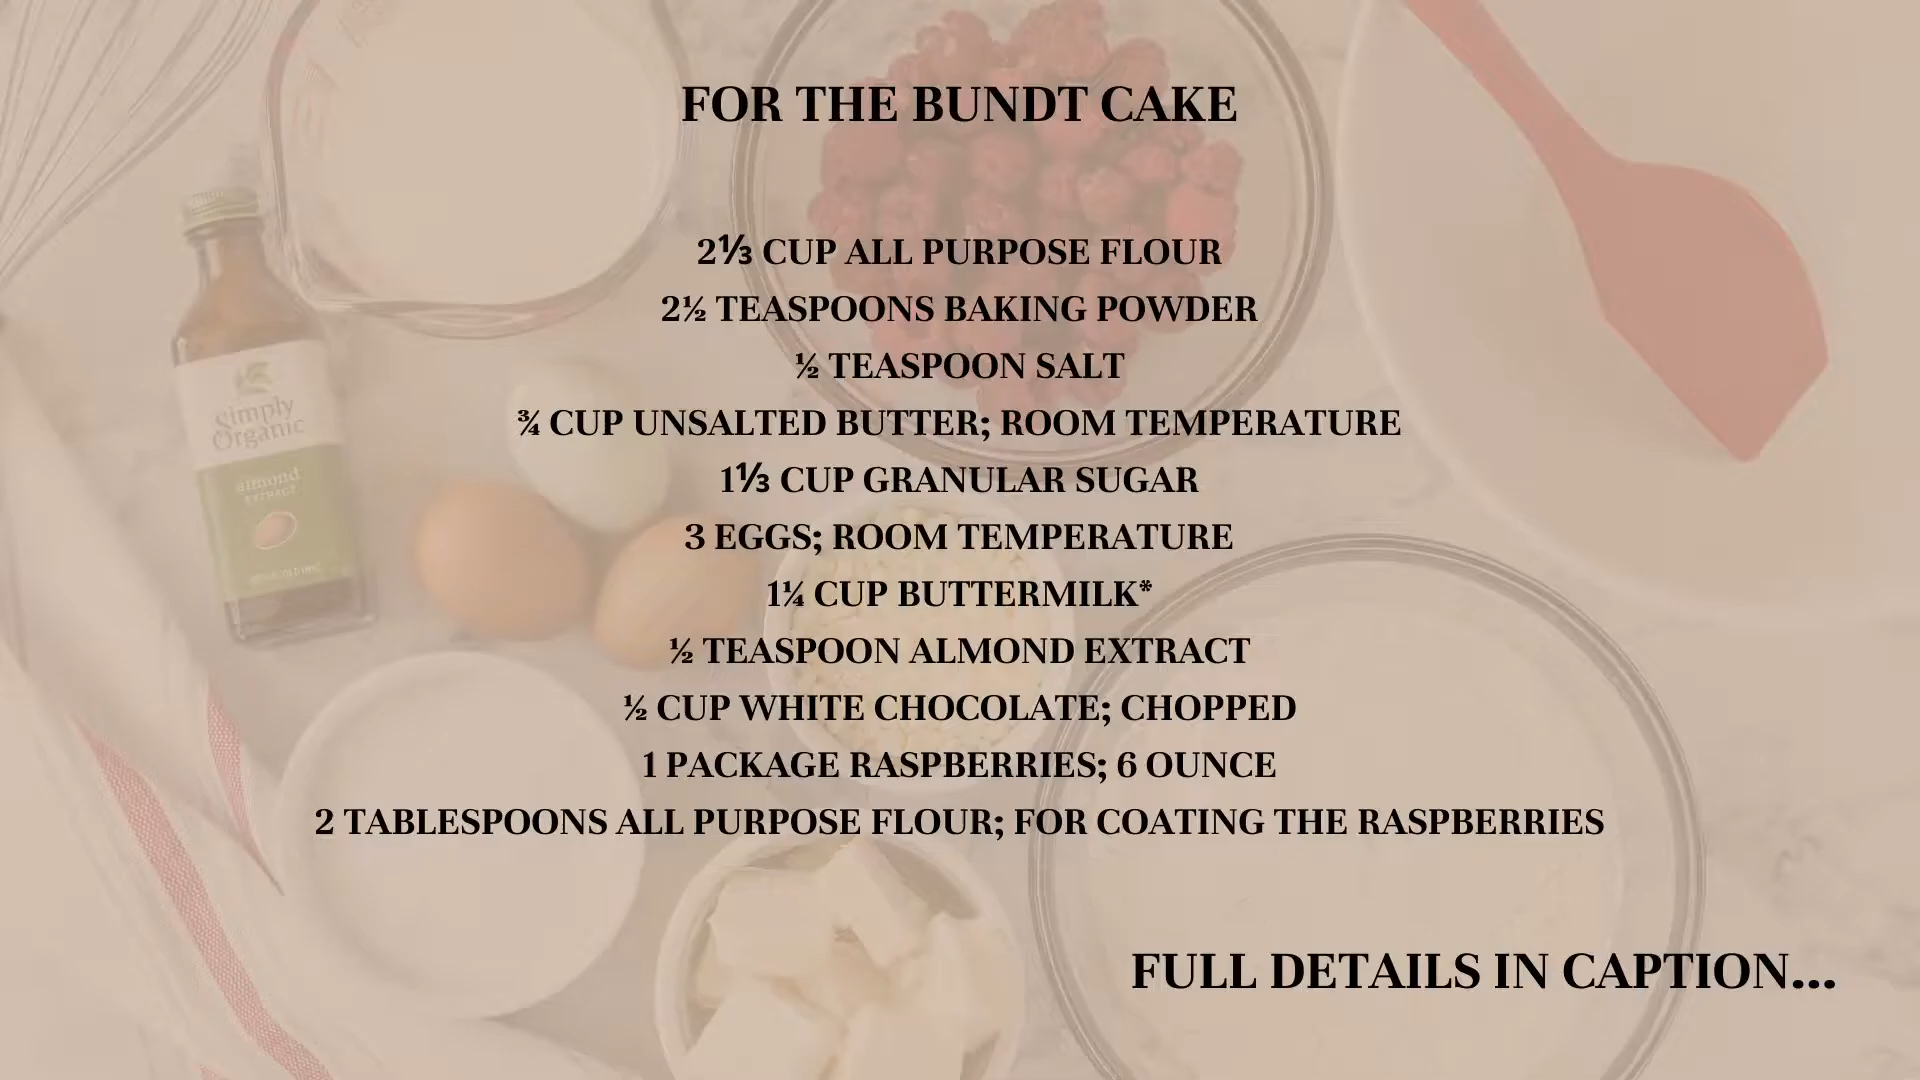 FOR THE BUNDT CAKE
2⅓ CUP ALL PURPOSE FLOUR
2½ TEASPOONS BAKING POWDER
½ TEASPOON SALT
¾ CUP UNSALTED BUTTER; ROOM TEMPERATURE
1⅓ CUP GRANULAR SUGAR
3 EGGS; ROOM TEMPERATURE
1¼ CUP BUTTERMILK*
½ TEASPOON ALMOND EXTRACT
½ CUP WHITE CHOCOLATE; CHOPPED
1 PACKAGE RASPBERRIES; 6 OUNCE
2 TABLESPOONS ALL PURPOSE FLOUR; FOR COATING THE RASPBERRIES
FULL DETAILS IN CAPTION...
simply
Organic
almond
EXTRACT